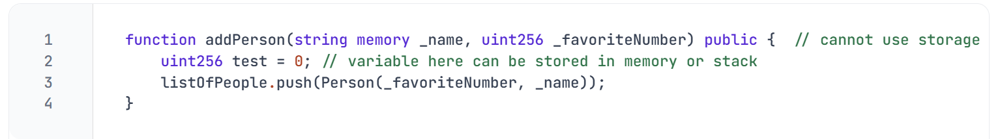 1 function addPerson(string memory _name, uint256 _favoriteNumber) public {  // cannot use storage
2     uint256 test = 0; // variable here can be stored in memory or stack
3     listOfPeople.push(Person(_favoriteNumber, _name));
4 }